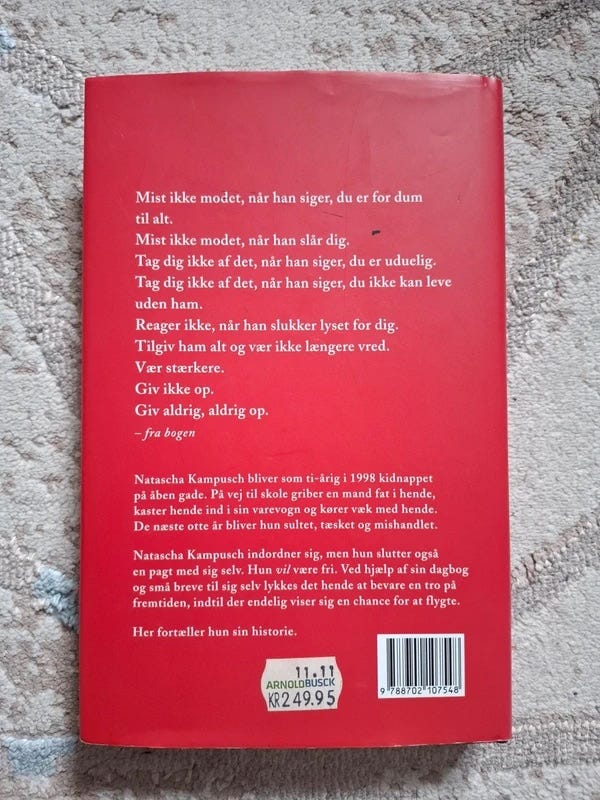 Mist ikke modet, når han siger, du er for dum
til alt.
Mist ikke modet, når han slår dig.
Tag dig ikke af det, når han siger, du er uduelig.
Tag dig ikke af det, når han siger, du ikke kan leve
uden ham.
Reager ikke, når han slukker lyset for dig.
Tilgiv ham alt og vær ikke længere vred.
Vær stærkere.
Giv ikke op.
Giv aldrig, aldrig op.
– fra bogen
Natascha Kampusch bliver som ti-årig i 1998 kidnappet
på åben gade. På vej til skole griber en mand fat i hende,
kaster hende ind i sin varevogn og kører væk med hende.
De næste otte år bliver hun sultet, tæsket og mishandlet.
Natascha Kampusch indordner sig, men hun slutter også
en pagt med sig selv. Hun vil være fri. Ved hjælp af sin dagbog
og små breve til sig selv lykkes det hende at bevare en tro på
fremtiden, indtil der endelig viser sig en chance for at flygte.
Her fortæller hun sin historie.
11.11
ARNOLDBUSCK
KR249.95
9 788702 107548